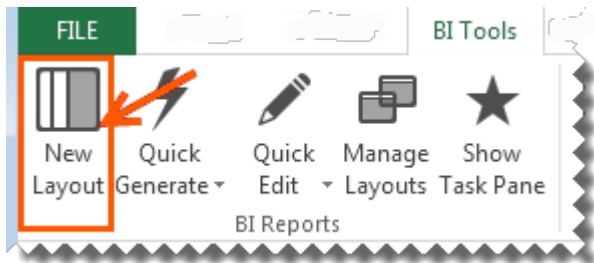 FILE BI Tools
New Quick Quick Manage Show
Layout Generate Edit Layouts Task Pane
BI Reports